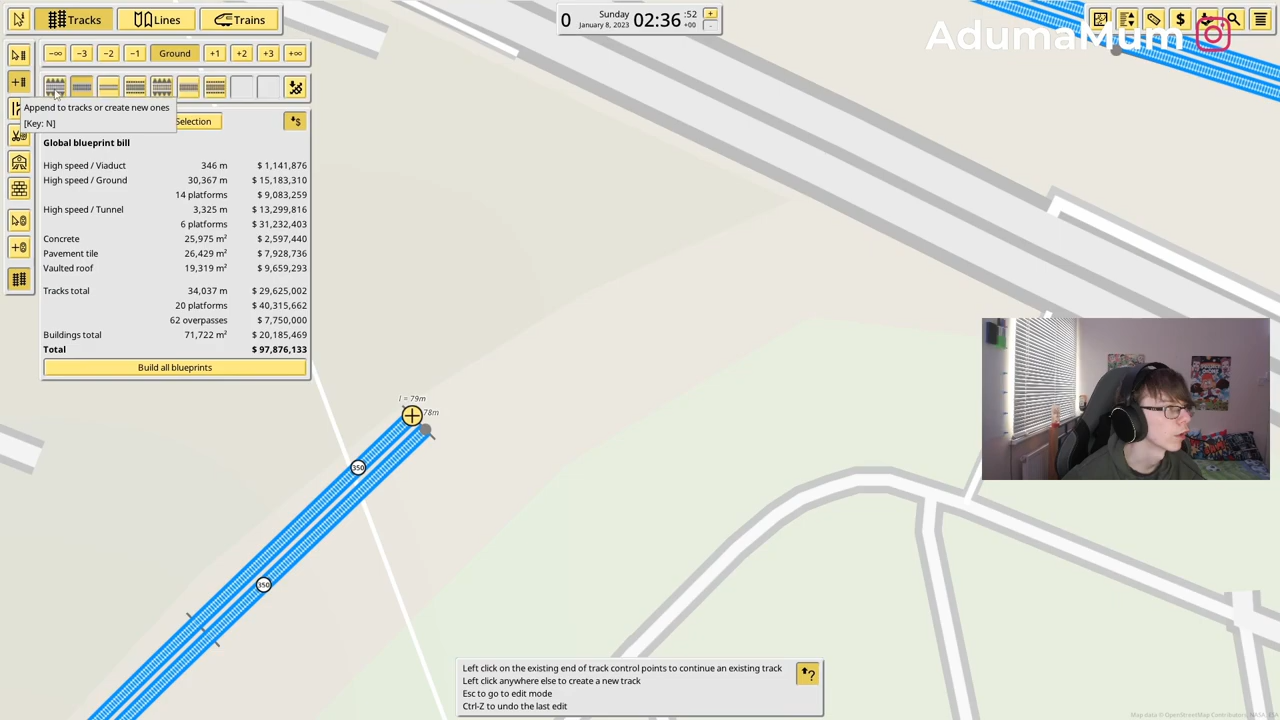 Tracks
Lines
Trains
0
Sunday
January 8, 2023
02:36
:52
+00
+
-
AdumaMum
-∞
-3
-2
-1
Ground
+1
+2
+3
+∞
Append to tracks or create new ones
[Key: N]
Selection
Global blueprint bill
High speed / Viaduct 346 m $ 1,141,876
High speed / Ground 30,367 m $ 15,183,310
14 platforms $ 9,083,259
High speed / Tunnel 3,325 m $ 13,299,816
6 platforms $ 31,232,403
Concrete 25,975 m² $ 2,597,440
Pavement tile 26,429 m² $ 7,928,736
Vaulted roof 19,319 m² $ 9,659,293
Tracks total 34,037 m $ 29,625,002
20 platforms $ 40,315,662
62 overpasses $ 7,750,000
Buildings total 71,722 m² $ 20,185,469
Total $ 97,876,133
Build all blueprints
l = 79m
78m
350
350
Left click on the existing end of track control points to continue an existing track
Left click anywhere else to create a new track
Esc to go to edit mode
Ctrl-Z to undo the last edit